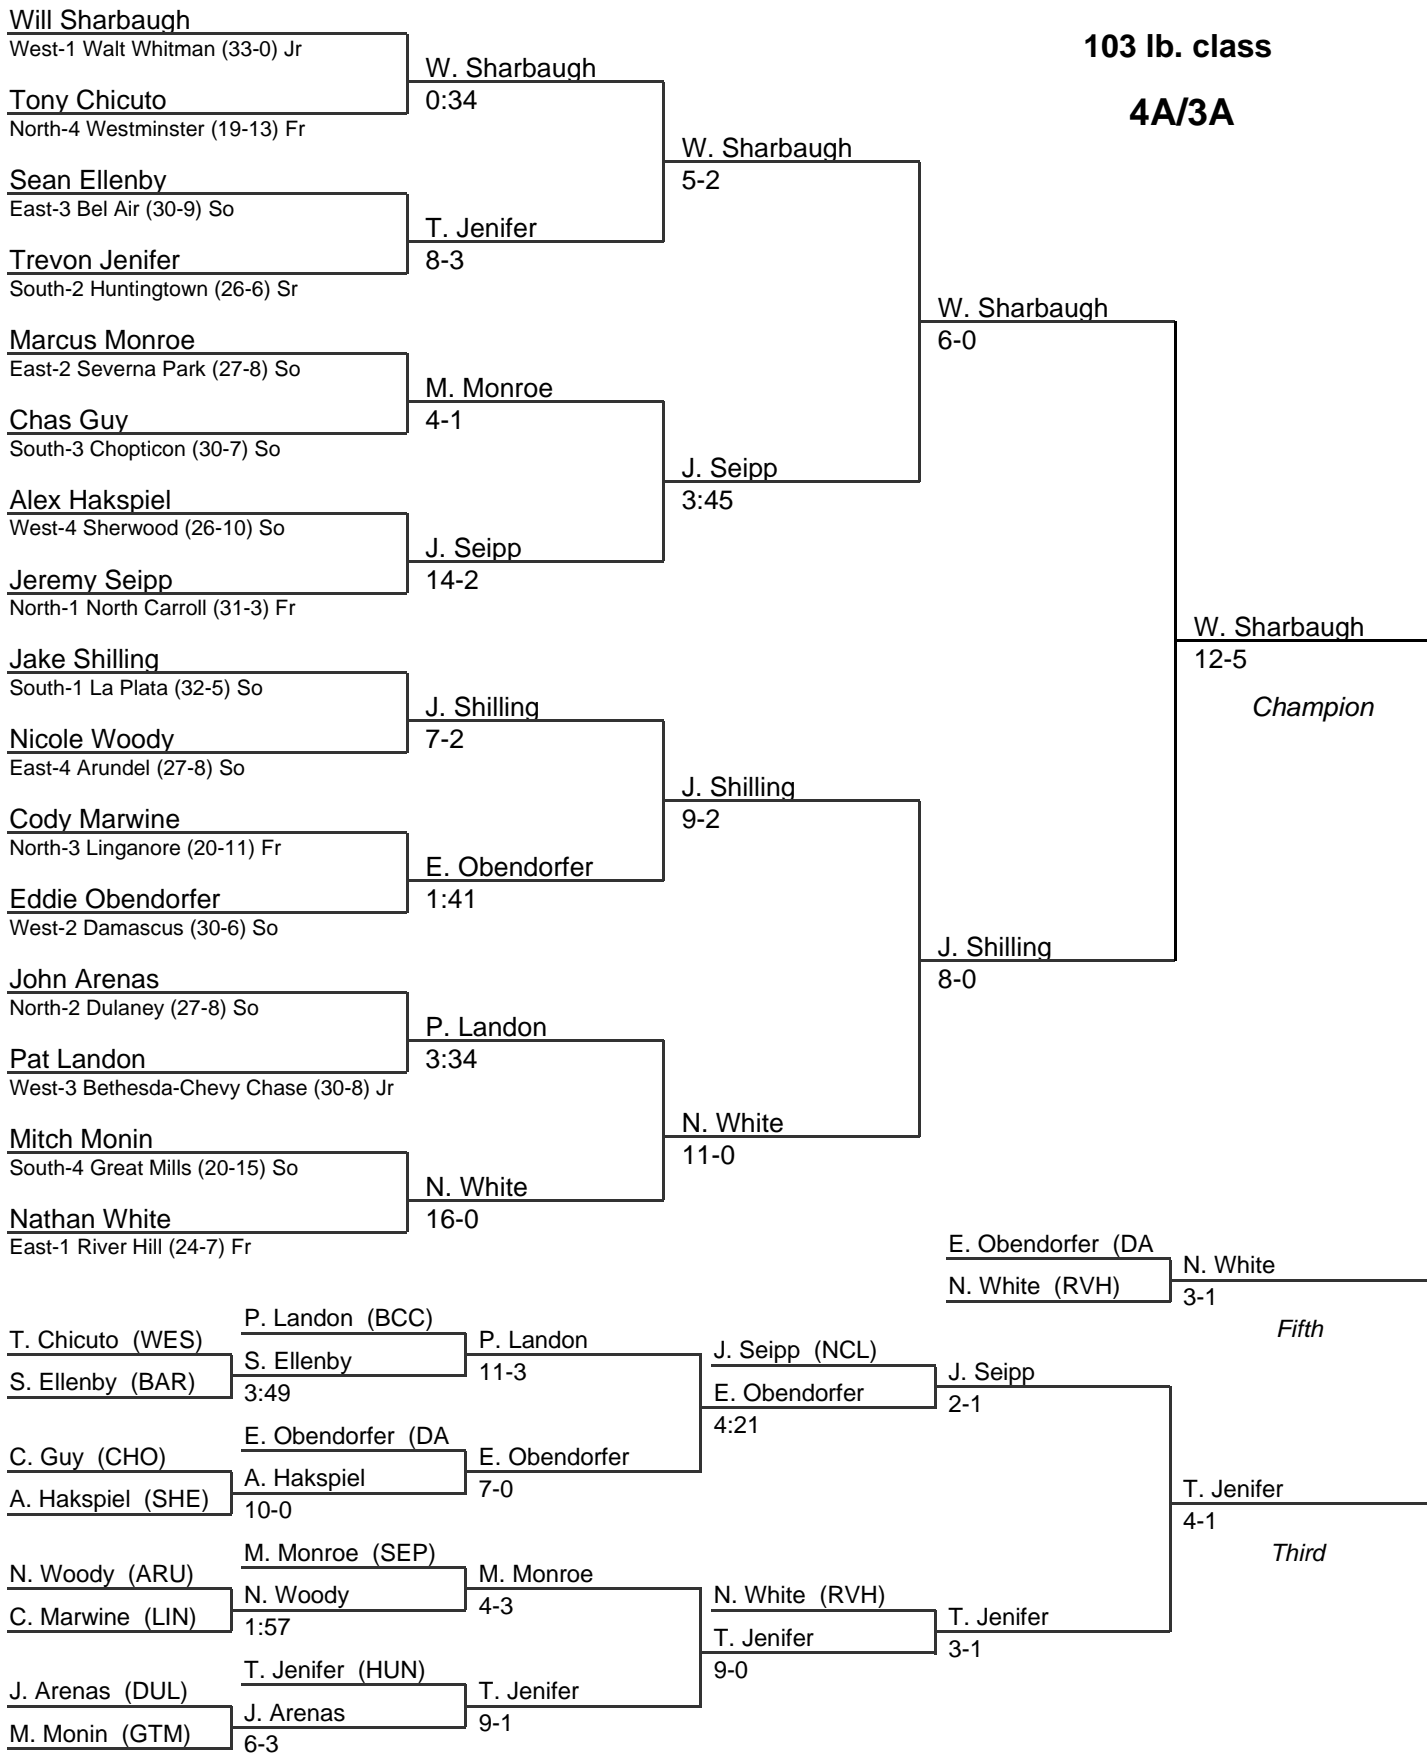 103 lb. class
4A/3A
Will Sharbaugh
West-1 Walt Whitman (33-0) Jr
W. Sharbaugh
0:34
Tony Chicuto
North-4 Westminster (19-13) Fr
W. Sharbaugh
5-2
Sean Ellenby
East-3 Bel Air (30-9) So
T. Jenifer
8-3
Trevon Jenifer
South-2 Huntingtown (26-6) Sr
W. Sharbaugh
6-0
Marcus Monroe
East-2 Severna Park (27-8) So
M. Monroe
4-1
Chas Guy
South-3 Chopticon (30-7) So
J. Seipp
3:45
Alex Hakspiel
West-4 Sherwood (26-10) So
J. Seipp
14-2
Jeremy Seipp
North-1 North Carroll (31-3) Fr
W. Sharbaugh
12-5
Champion
Jake Shilling
South-1 La Plata (32-5) So
J. Shilling
7-2
Nicole Woody
East-4 Arundel (27-8) So
J. Shilling
9-2
Cody Marwine
North-3 Linganore (20-11) Fr
E. Obendorfer
1:41
Eddie Obendorfer
West-2 Damascus (30-6) So
J. Shilling
8-0
John Arenas
North-2 Dulaney (27-8) So
P. Landon
3:34
Pat Landon
West-3 Bethesda-Chevy Chase (30-8) Jr
N. White
11-0
Mitch Monin
South-4 Great Mills (20-15) So
N. White
16-0
Nathan White
East-1 River Hill (24-7) Fr
E. Obendorfer (DA
N. White (RVH)
N. White
3-1
Fifth
T. Chicuto (WES)
S. Ellenby (BAR)
P. Landon (BCC)
S. Ellenby
3:49
P. Landon
11-3
C. Guy (CHO)
A. Hakspiel (SHE)
E. Obendorfer (DA
A. Hakspiel
10-0
E. Obendorfer
7-0
J. Seipp (NCL)
E. Obendorfer
4:21
J. Seipp
2-1
N. Woody (ARU)
C. Marwine (LIN)
M. Monroe (SEP)
N. Woody
1:57
M. Monroe
4-3
J. Arenas (DUL)
M. Monin (GTM)
T. Jenifer (HUN)
J. Arenas
6-3
T. Jenifer
9-1
N. White (RVH)
T. Jenifer
9-0
T. Jenifer
3-1
T. Jenifer
4-1
Third